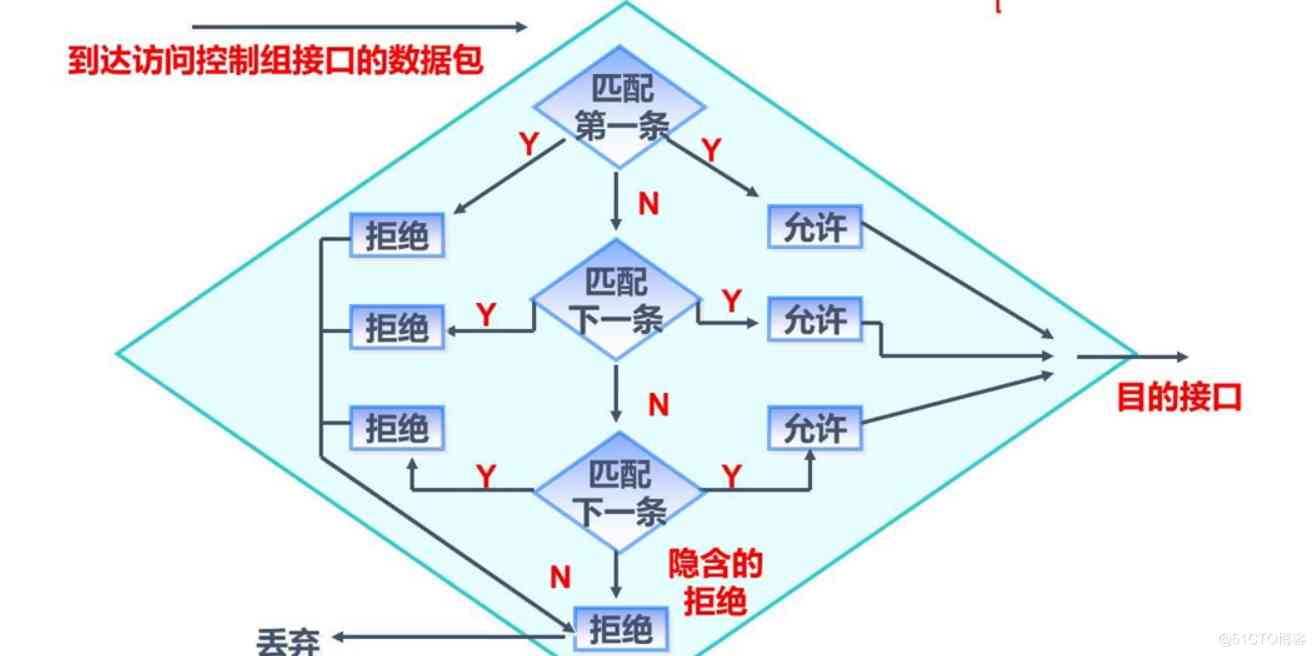 到达访问控制组接口的数据包
匹配
第一条
Y
Y
N
拒绝
允许
匹配
下一条
Y
Y
拒绝
允许
N
目的接口
拒绝
允许
匹配
下一条
Y
Y
N
隐含的
拒绝
拒绝
丢弃
@51CTO博客